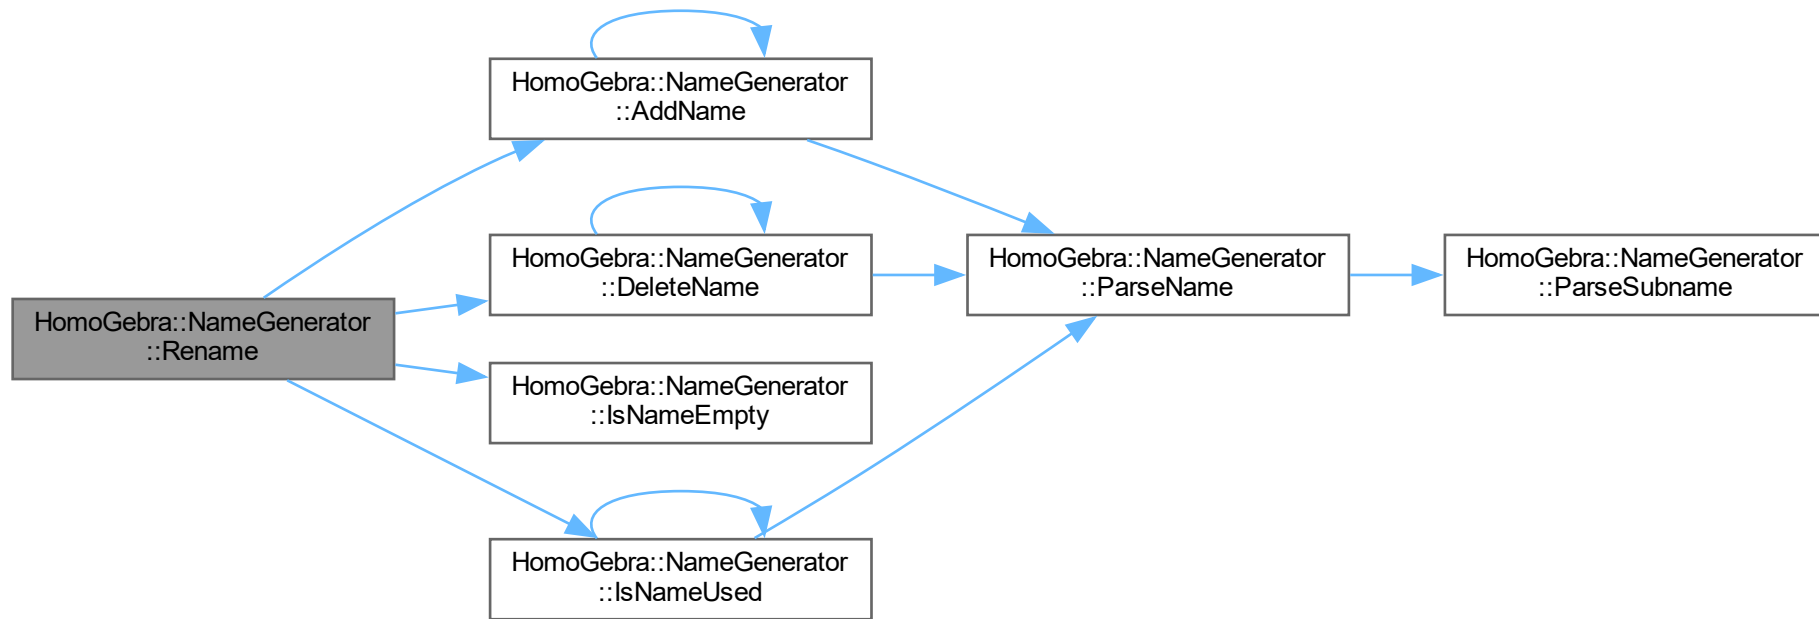 HomoGebra::NameGenerator
::Rename
HomoGebra::NameGenerator
::AddName
HomoGebra::NameGenerator
::DeleteName
HomoGebra::NameGenerator
::IsNameEmpty
HomoGebra::NameGenerator
::IsNameUsed
HomoGebra::NameGenerator
::ParseName
HomoGebra::NameGenerator
::ParseSubname